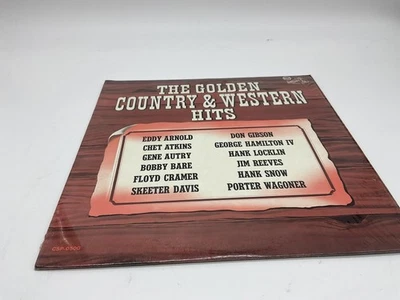 THE GOLDEN
COUNTRY & WESTERN
HITS
EDDY ARNOLD
CHET ATKINS
GENE AUTRY
BOBBY BARE
FLOYD CRAMER
SKEETER DAVIS
DON GIBSON
GEORGE HAMILTON IV
HANK LOCKLIN
JIM REEVES
HANK SNOW
PORTER WAGONER